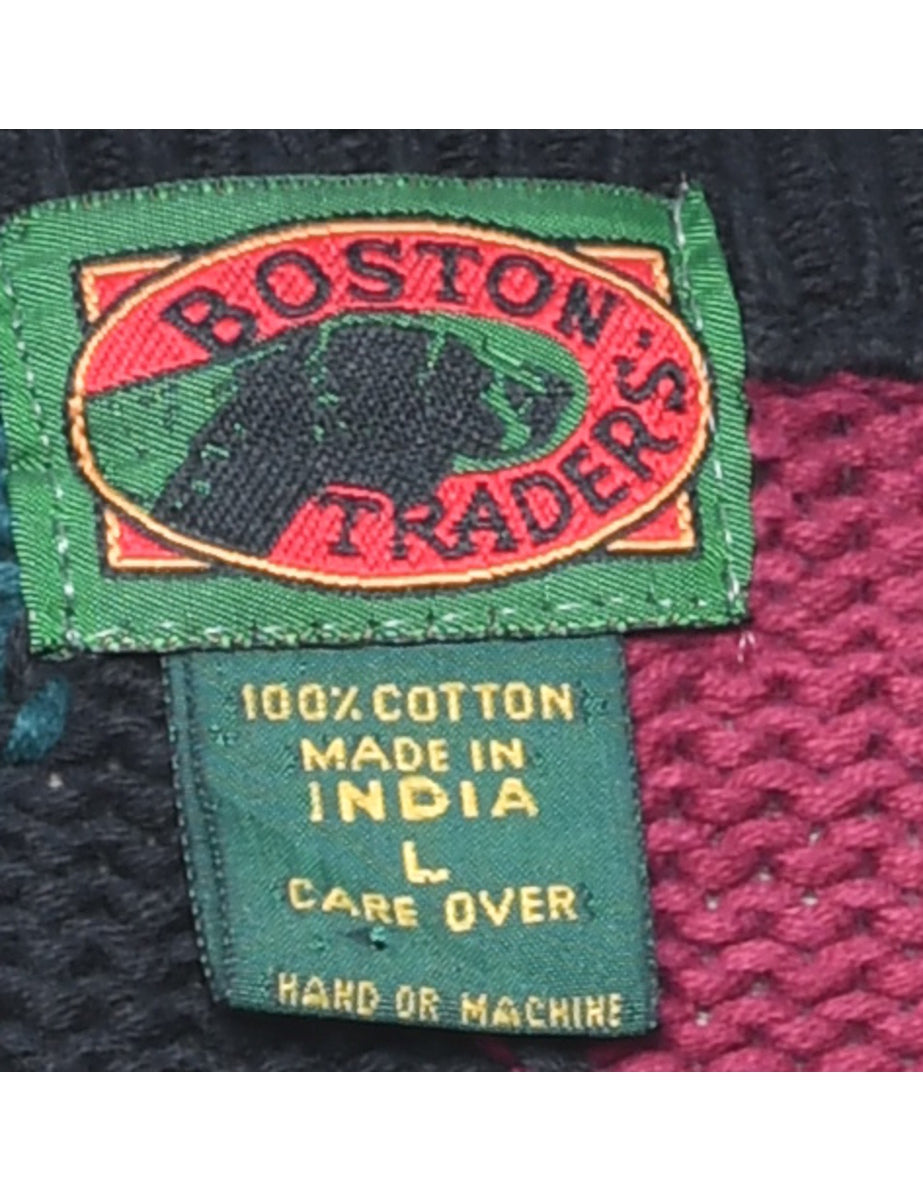 BOSTON
TRADERS
100% COTTON
MADE IN
INDIA
L
CARE OVER
HAND OR MACHINE